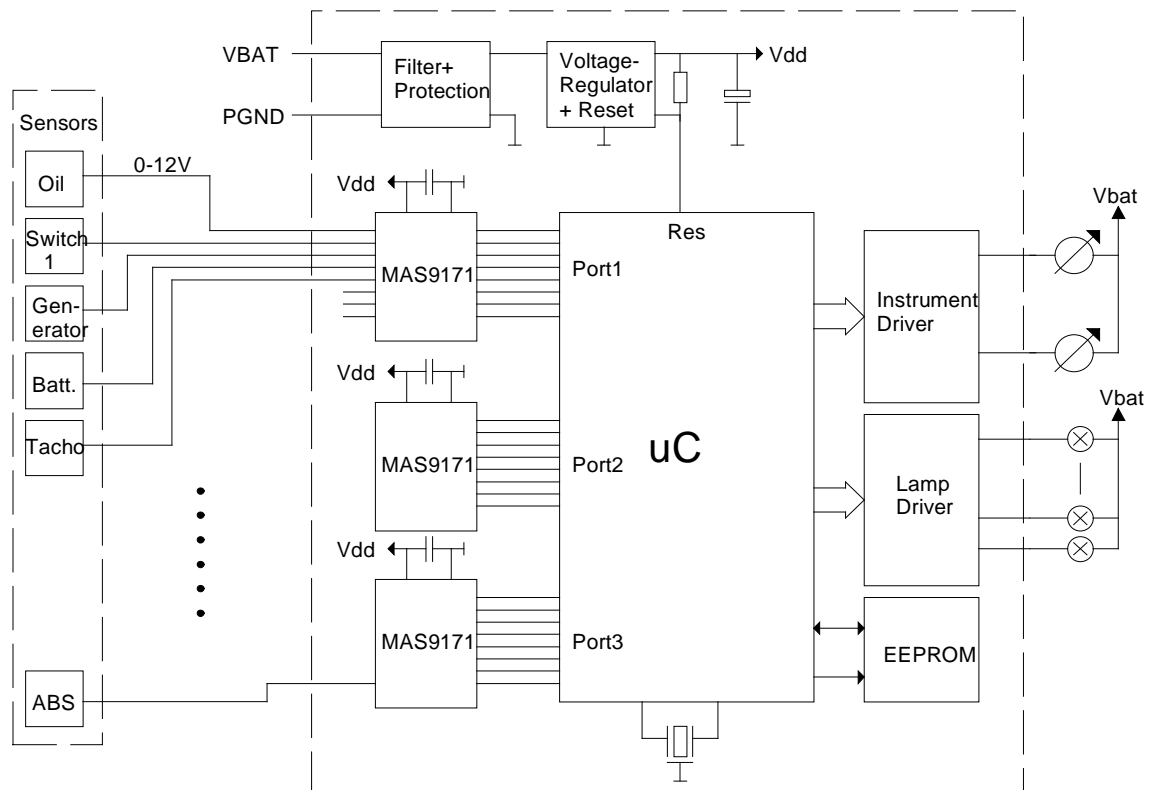 VBAT
PGND
Filter+
Protection
Voltage-
Regulator
+ Reset
Vdd
Sensors
Oil
0-12V
Switch
1
Gen-
erator
Batt.
Tacho
ABS
Vdd
MAS9171
Vdd
MAS9171
Vdd
MAS9171
Res
Port1
Port2
Port3
uC
Instrument
Driver
Lamp
Driver
EEPROM
Vbat
Vbat